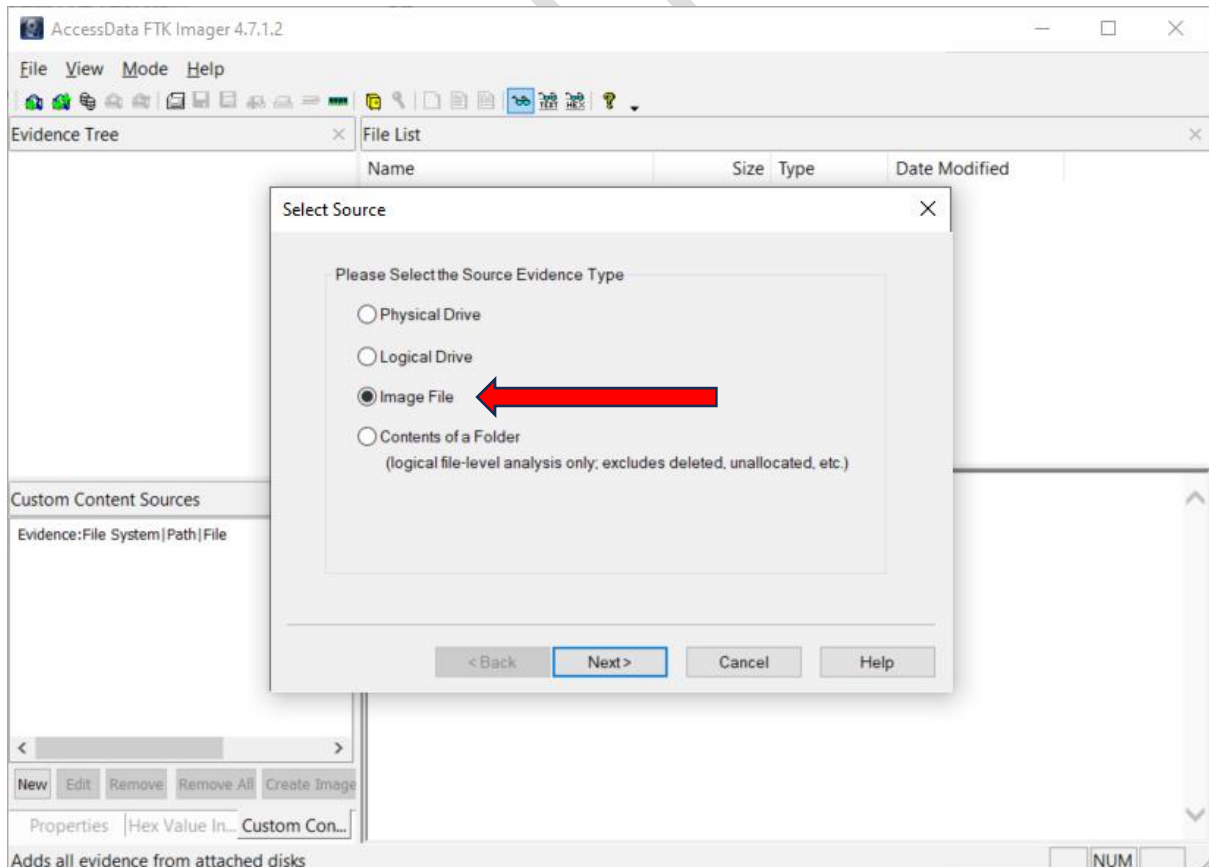 AccessData FTK Imager 4.7.1.2
File View Mode Help
TEXT HEX
Evidence Tree
File List
Name Size Type Date Modified
Select Source
Please Select the Source Evidence Type
Physical Drive
Logical Drive
Image File
Contents of a Folder
(logical file-level analysis only; excludes deleted, unallocated, etc.)
<Back Next> Cancel Help
Custom Content Sources
Evidence:File System|Path|File
New Edit Remove Remove All Create Image
Properties Hex Value In... Custom Con...
Adds all evidence from attached disks
NUM